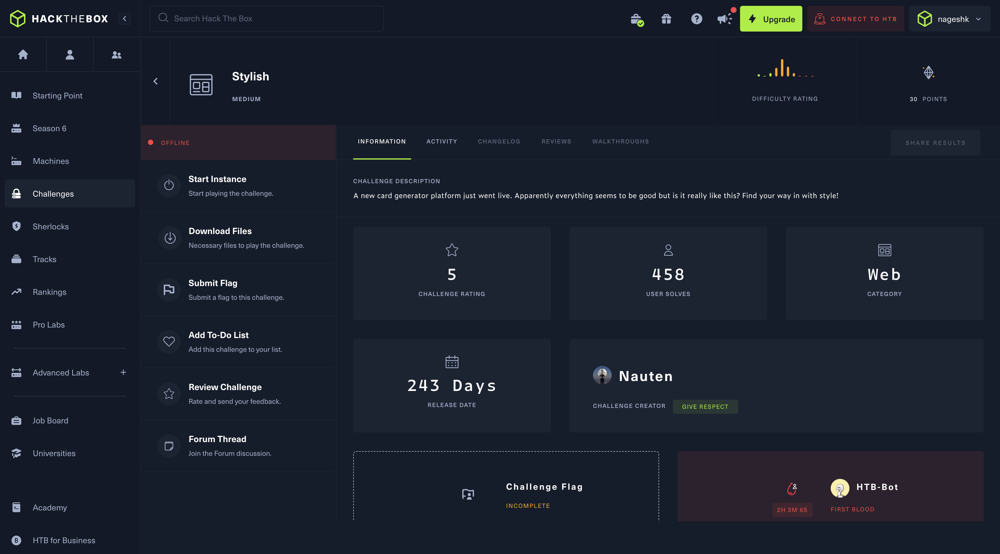 HACKTHEBOX
Search Hack The Box
Upgrade
CONNECT TO HTB
nageshk
Starting Point
Season 6
Machines
Challenges
Sherlocks
Tracks
Rankings
Pro Labs
Advanced Labs
Job Board
Universities
Academy
B
HTB for Business
Stylish
MEDIUM
DIFFICULTY RATING
30 POINTS
OFFLINE
Start Instance
Start playing the challenge.
Download Files
Necessary files to play the challenge.
Submit Flag
Submit a flag to this challenge.
Add To-Do List
Add this challenge to your list.
Review Challenge
Rate and send your feedback.
Forum Thread
Join the Forum discussion.
INFORMATION ACTIVITY CHANGELOG REVIEWS WALKTHROUGHS
SHARE RESULTS
CHALLENGE DESCRIPTION
A new card generator platform just went live. Apparently everything seems to be good but is it really like this? Find your way in with style!
5
CHALLENGE RATING
458
USER SOLVES
Web
CATEGORY
243 Days
RELEASE DATE
Nauten
CHALLENGE CREATOR
GIVE RESPECT
Challenge Flag
INCOMPLETE
2H 3M 6S
HTB-Bot
FIRST BLOOD